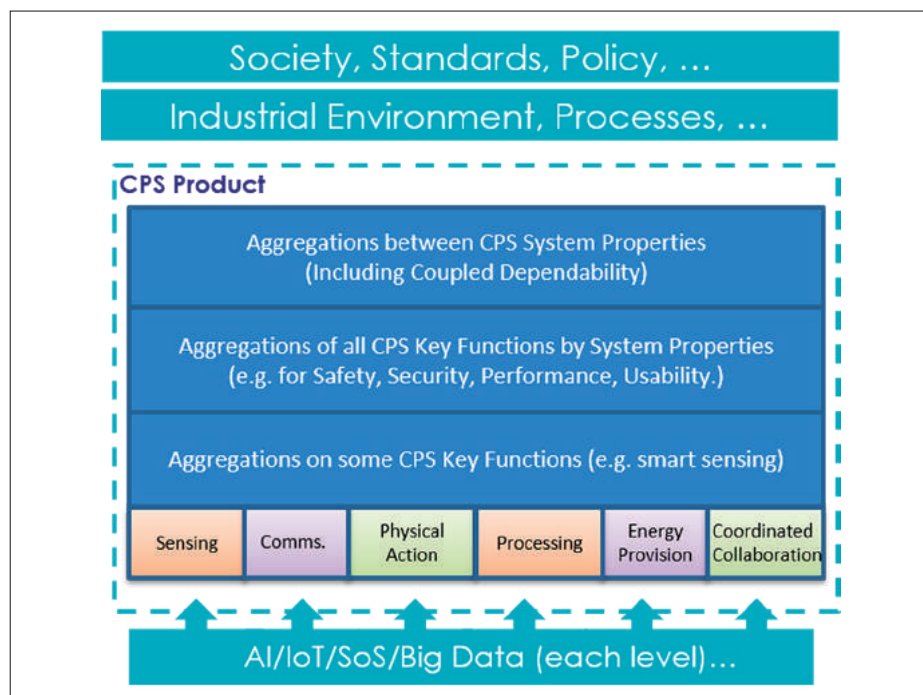 Society, Standards, Policy, ...
Industrial Environment, Processes, ...
CPS Product
Aggregations between CPS System Properties
(Including Coupled Dependability)
Aggregations of all CPS Key Functions by System Properties
(e.g. for Safety, Security, Performance, Usability.)
Aggregations on some CPS Key Functions (e.g. smart sensing)
Sensing
Comms.
Physical
Action
Processing
Energy
Provision
Coordinated
Collaboration
AI/IoT/SoS/Big Data (each level)...